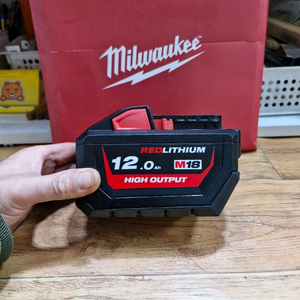 Milwaukee
REDLITHIUM
12.0Ah
M18
HIGH OUTPUT